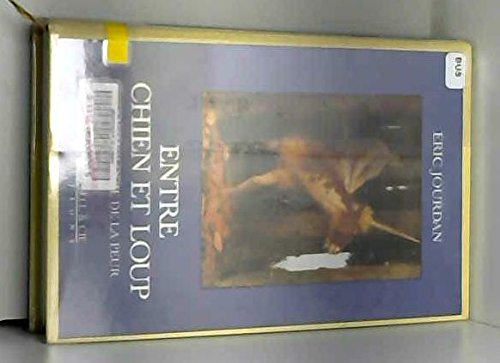 BUS
ERIC JOURDAN
ENTRE
CHIEN ET LOUP
DE LA PEUR